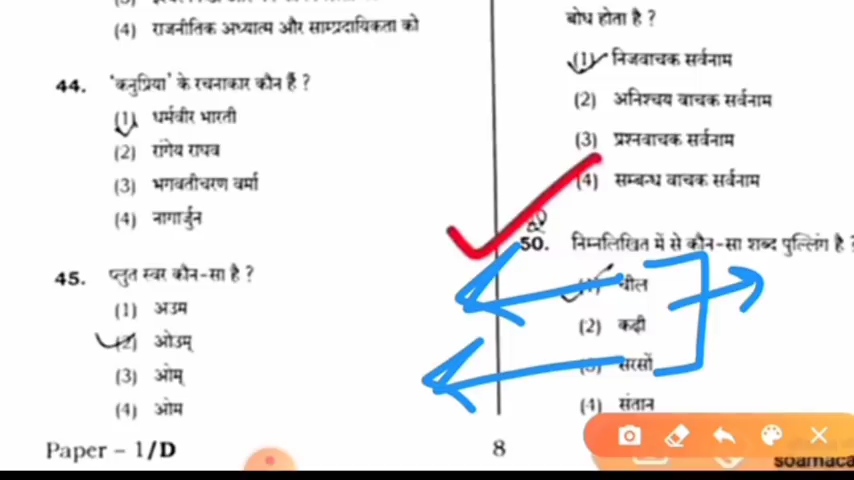 (4) राजनीतिक अध्यात्म और साम्प्रदायिकता को
44. 'कनुप्रिया' के रचनाकार कौन हैं ?
(1) धर्मवीर भारती
(2) रांगेय राघव
(3) भगवतीचरण वर्मा
(4) नागार्जुन
45. प्लुत स्वर कौन-सा है ?
(1) अउम
(2) ओउम्
(3) ओम्
(4) ओम
Paper – 1/D
8
बोध होता है ?
(1) निजवाचक सर्वनाम
(2) अनिश्चय वाचक सर्वनाम
(3) प्रश्नवाचक सर्वनाम
(4) सम्बन्ध वाचक सर्वनाम
50. निम्नलिखित में से कौन-सा शब्द पुल्लिंग है ?
(1) चील
(2) कढ़ी
(3) सरसों
(4) संतान